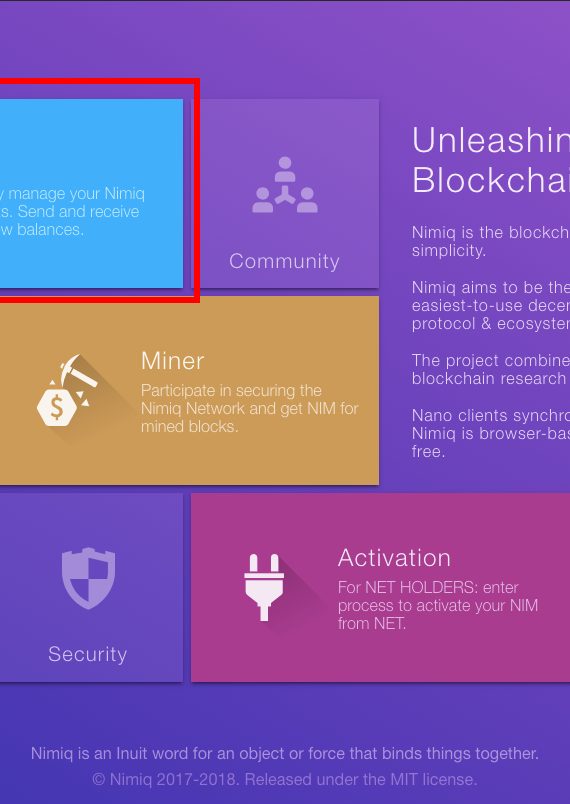 y manage your Nimiq
s. Send and receive
w balances.
Community
Unleashin
Blockchai
Nimiq is the blockch
simplicity.
Nimiq aims to be the
easiest-to-use decen
protocol & ecosyster
The project combine
blockchain research
Nano clients synchro
Nimiq is browser-bas
free.
Miner
Participate in securing the
Nimiq Network and get NIM for
mined blocks.
$
Security
Activation
For NET HOLDERS: enter
process to activate your NIM
from NET.
Nimiq is an Inuit word for an object or force that binds things together.
© Nimiq 2017-2018. Released under the MIT license.